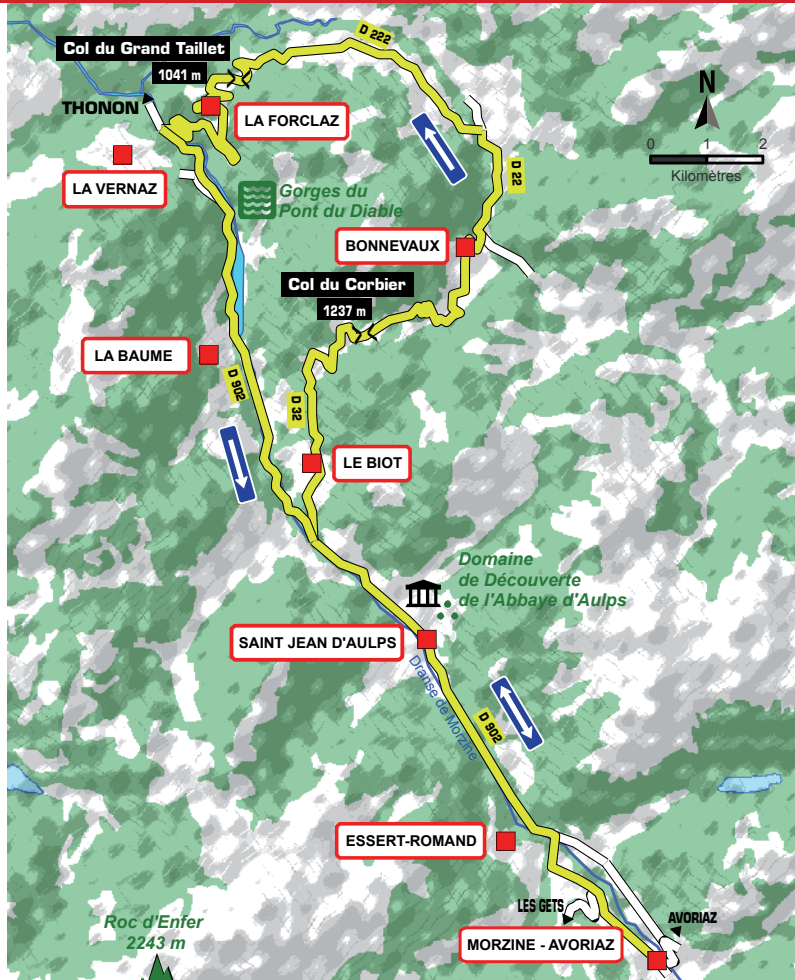 D 222
Col du Grand Taillet
1041 m
THONON
LA FORCLAZ
N
0 1 2
Kilomètres
LA VERNAZ
Gorges du
Pont du Diable
D 22
BONNEVAUX
Col du Corbier
1237 m
LA BAUME
D 902
D 32
LE BIOT
Domaine
de Découverte
de l'Abbaye d'Aulps
SAINT JEAN D'AULPS
Dranse de Morzine
D 902
ESSERT-ROMAND
LES GETS
AVORIAZ
Roc d'Enfer
2243 m
MORZINE - AVORIAZ